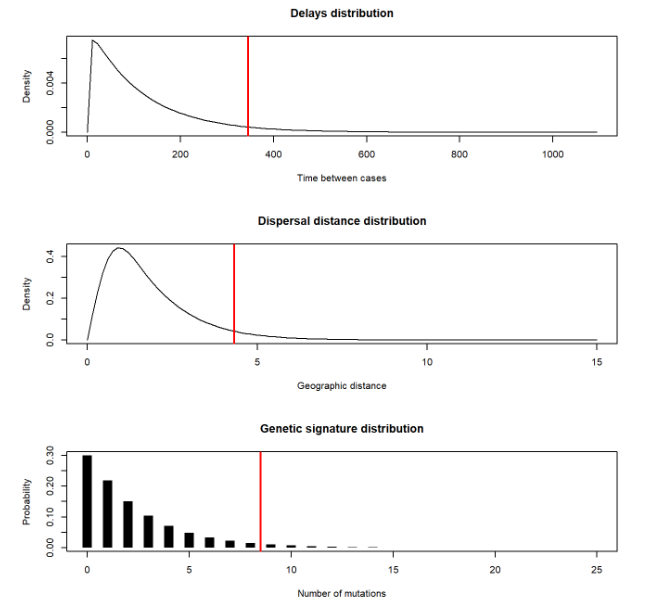 Delays distribution
Density
0.000 0.004
0 200 400 600 800 1000
Time between cases
Dispersal distance distribution
Density
0.0 0.2 0.4
0 5 10 15
Geographic distance
Genetic signature distribution
Probability
0.00 0.10 0.20 0.30
0 5 10 15 20 25
Number of mutations